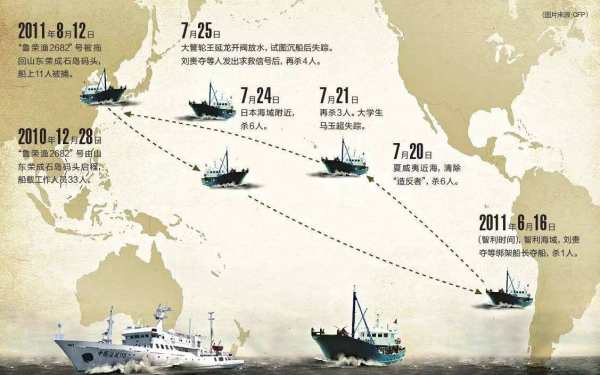 （图片来源 CFP）
2011年8月12日
“鲁荣渔2682”号被拖
回山东荣成石岛码头，
船上11人被捕。
7月25日
大管轮王延龙开阀放水，试图沉船后失踪。
刘贵夺等人发出求救信号后，再杀4人。
7月24日
日本海域附近，
杀6人。
7月21日
再杀3人。大学生
马玉超失踪。
2010年12月28日
“鲁荣渔2682”号由山
东荣成石岛码头启程，
船载工作人员33人。
7月20日
夏威夷近海，清除
“造反者”，杀6人。
2011年6月16日
（智利时间），智利海域，刘贵
夺等绑架船长夺船，杀1人。